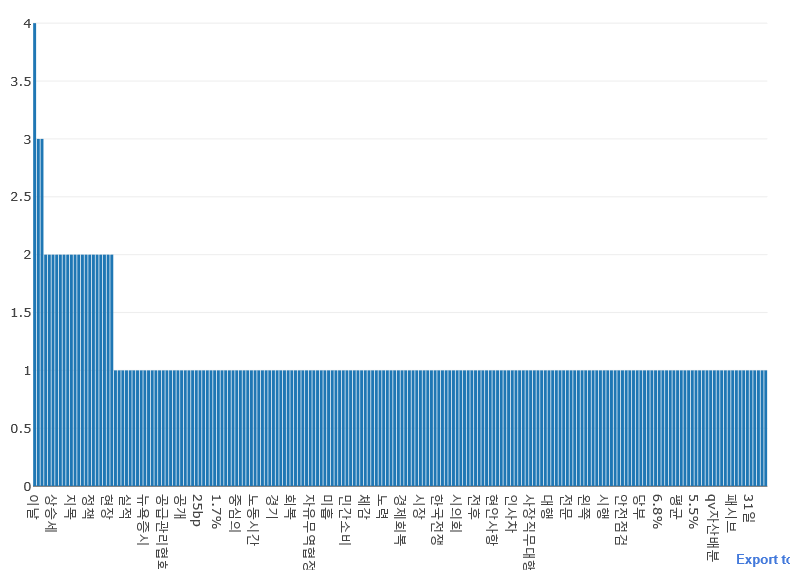 4
3.5
3
2.5
2
1.5
1
0.5
0
이날
상승세
지목
정쟁
현장
실적
뉴욕증시
공급관리협회
공개
25bp
1.7%
중심의
노동시간
경기
회복
자유무역협정
미흡
민간소비
체감
노력
경제회복
시장
한국전쟁
시의회
전후
현안사항
인사차
사장직무대행
대행
전문
왼쪽
시행
안전점검
당부
6.8%
평균
5.5%
qv자산배분
패시브
31일
Export to